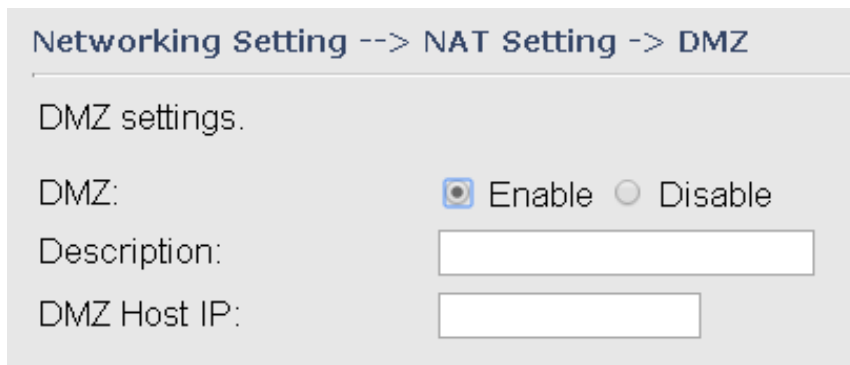 Networking Setting --> NAT Setting -> DMZ
DMZ settings.
DMZ: Enable Disable
Description:
DMZ Host IP: